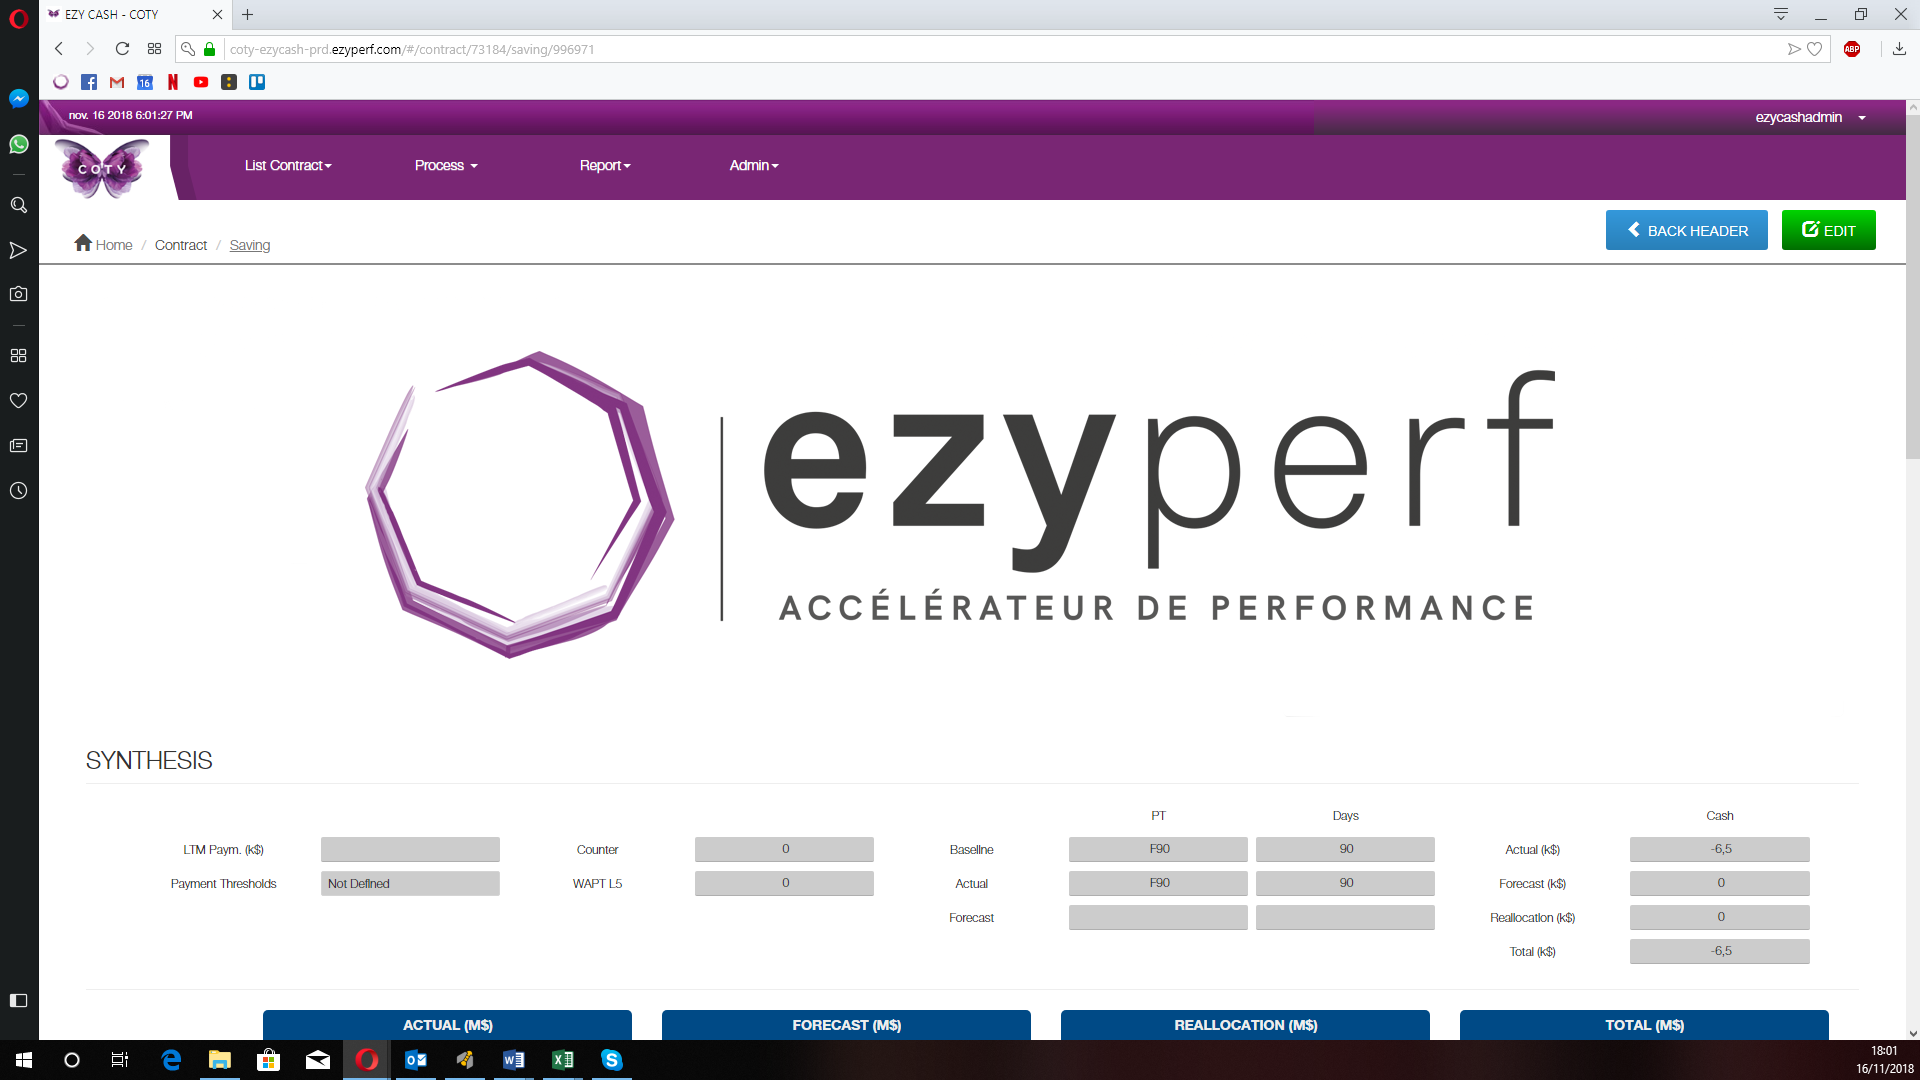 EZY CASH - COTY
coty-ezycash-prd.ezyperf.com/#/contract/73184/saving/996971
ABP
16
nov. 16 2018 6:01:27 PM
ezycashadmin
COTY
List Contract
Process
Report
Admin
BACK HEADER
EDIT
Home / Contract / Saving
ezyperf
ACCÉLÉRATEUR DE PERFORMANCE
SYNTHESIS
PT Days Cash
LTM Paym. (k$) Counter 0 Baseline F90 90 Actual (k$) -6,5
Payment Thresholds Not Defined WAPT L5 0 Actual F90 90 Forecast (k$) 0
Forecast Reallocation (k$) 0
Total (k$) -6,5
ACTUAL (M$) FORECAST (M$) REALLOCATION (M$) TOTAL (M$)
18:01
16/11/2018